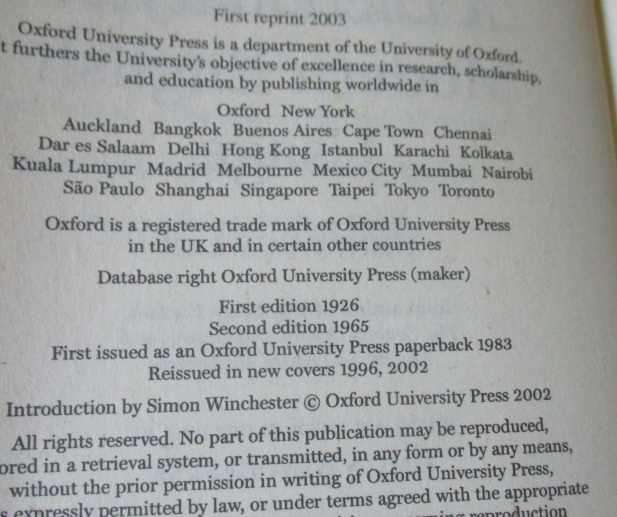 First reprint 2003
Oxford University Press is a department of the University of Oxford.
t furthers the University's objective of excellence in research, scholarship,
and education by publishing worldwide in
Oxford New York
Auckland Bangkok Buenos Aires Cape Town Chennai
Dar es Salaam Delhi Hong Kong Istanbul Karachi Kolkata
Kuala Lumpur Madrid Melbourne Mexico City Mumbai Nairobi
São Paulo Shanghai Singapore Taipei Tokyo Toronto
Oxford is a registered trade mark of Oxford University Press
in the UK and in certain other countries
Database right Oxford University Press (maker)
First edition 1926
Second edition 1965
First issued as an Oxford University Press paperback 1983
Reissued in new covers 1996, 2002
Introduction by Simon Winchester © Oxford University Press 2002
All rights reserved. No part of this publication may be reproduced,
ored in a retrieval system, or transmitted, in any form or by any means,
without the prior permission in writing of Oxford University Press,
s expressly permitted by law, or under terms agreed with the appropriate
reproduction